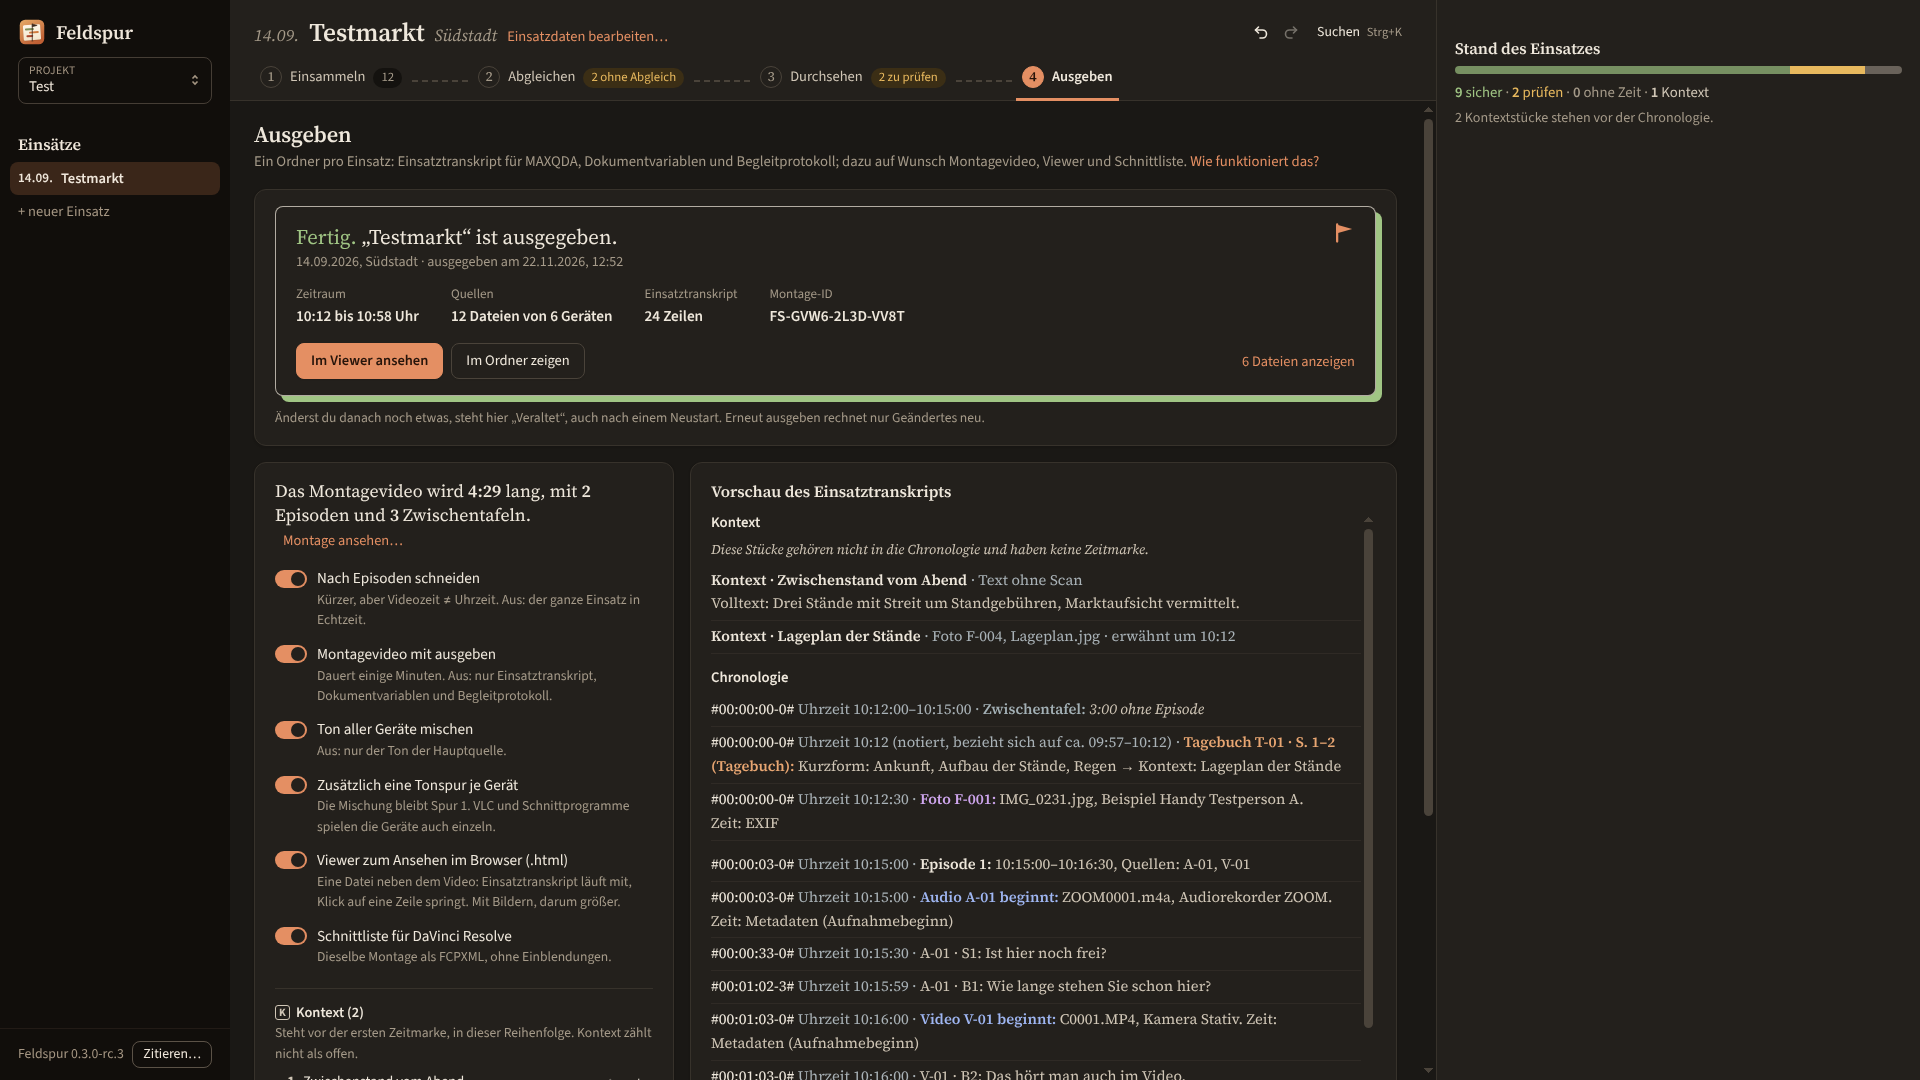 Feldspur
PROJEKT
Test
Einsätze
14.09. Testmarkt
+ neuer Einsatz
Feldspur 0.3.0-rc.3
Zitieren…
14.09. Testmarkt Südstadt Einsatzdaten bearbeiten…
Suchen Strg+K
1 Einsammeln 12
2 Abgleichen 2 ohne Abgleich
3 Durchsehen 2 zu prüfen
4 Ausgeben
Ausgeben
Ein Ordner pro Einsatz: Einsatztranskript für MAXQDA, Dokumentvariablen und Begleitprotokoll; dazu auf Wunsch Montagevideo, Viewer und Schnittliste. Wie funktioniert das?
Fertig. „Testmarkt“ ist ausgegeben.
14.09.2026, Südstadt · ausgegeben am 22.11.2026, 12:52
Zeitraum
10:12 bis 10:58 Uhr
Quellen
12 Dateien von 6 Geräten
Einsatztranskript
24 Zeilen
Montage-ID
FS-GVW6-2L3D-VV8T
Im Viewer ansehen
Im Ordner zeigen
6 Dateien anzeigen
Änderst du danach noch etwas, steht hier „Veraltet“, auch nach einem Neustart. Erneut ausgeben rechnet nur Geändertes neu.
Das Montagevideo wird 4:29 lang, mit 2
Episoden und 3 Zwischentafeln.
Montage ansehen…
Nach Episoden schneiden
Kürzer, aber Videozeit ≠ Uhrzeit. Aus: der ganze Einsatz in
Echtzeit.
Montagevideo mit ausgeben
Dauert einige Minuten. Aus: nur Einsatztranskript,
Dokumentvariablen und Begleitprotokoll.
Ton aller Geräte mischen
Aus: nur der Ton der Hauptquelle.
Zusätzlich eine Tonspur je Gerät
Die Mischung bleibt Spur 1. VLC und Schnittprogramme
spielen die Geräte auch einzeln.
Viewer zum Ansehen im Browser (.html)
Eine Datei neben dem Video: Einsatztranskript läuft mit,
Klick auf eine Zeile springt. Mit Bildern, darum größer.
Schnittliste für DaVinci Resolve
Dieselbe Montage als FCPXML, ohne Einblendungen.
K Kontext (2)
Steht vor der ersten Zeitmarke, in dieser Reihenfolge. Kontext zählt
nicht als offen.
1 Zwischenstand vom Abend
Vorschau des Einsatztranskripts
Kontext
Diese Stücke gehören nicht in die Chronologie und haben keine Zeitmarke.
Kontext · Zwischenstand vom Abend · Text ohne Scan
Volltext: Drei Stände mit Streit um Standgebühren, Marktaufsicht vermittelt.
Kontext · Lageplan der Stände · Foto F-004, Lageplan.jpg · erwähnt um 10:12
Chronologie
#00:00:00-0# Uhrzeit 10:12:00–10:15:00 · Zwischentafel: 3:00 ohne Episode
#00:00:00-0# Uhrzeit 10:12 (notiert, bezieht sich auf ca. 09:57–10:12) · Tagebuch T-01 · S. 1–2
(Tagebuch): Kurzform: Ankunft, Aufbau der Stände, Regen → Kontext: Lageplan der Stände
#00:00:00-0# Uhrzeit 10:12:30 · Foto F-001: IMG_0231.jpg, Beispiel Handy Testperson A.
Zeit: EXIF
#00:00:03-0# Uhrzeit 10:15:00 · Episode 1: 10:15:00–10:16:30, Quellen: A-01, V-01
#00:00:03-0# Uhrzeit 10:15:00 · Audio A-01 beginnt: ZOOM0001.m4a, Audiorekorder ZOOM.
Zeit: Metadaten (Aufnahmebeginn)
#00:00:33-0# Uhrzeit 10:15:30 · A-01 · S1: Ist hier noch frei?
#00:01:02-3# Uhrzeit 10:15:59 · A-01 · B1: Wie lange stehen Sie schon hier?
#00:01:03-0# Uhrzeit 10:16:00 · Video V-01 beginnt: C0001.MP4, Kamera Stativ. Zeit:
Metadaten (Aufnahmebeginn)
#00:01:03-0# Uhrzeit 10:16:00 · V-01 · B2: Das hört man auch im Video.
Stand des Einsatzes
9 sicher · 2 prüfen · 0 ohne Zeit · 1 Kontext
2 Kontextstücke stehen vor der Chronologie.